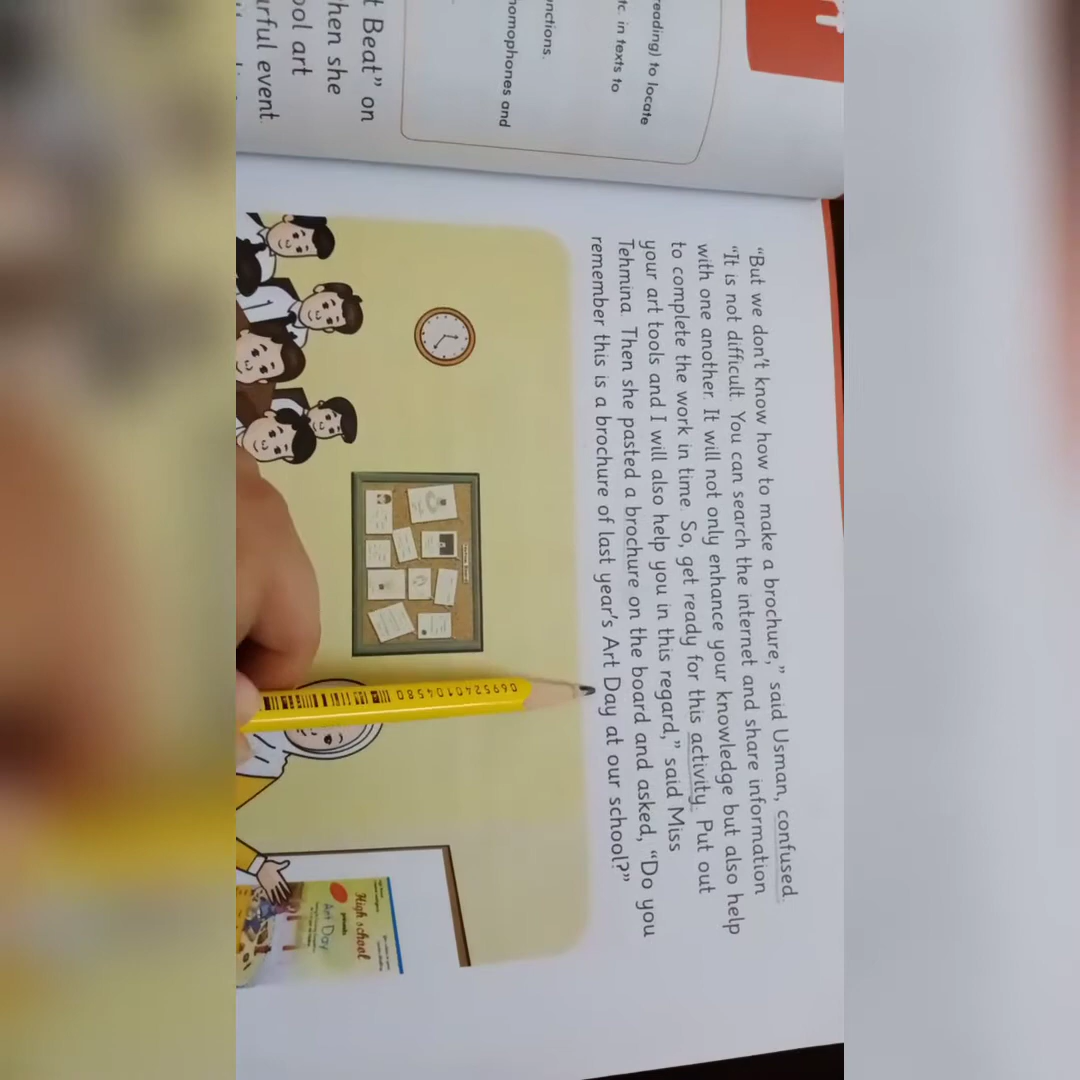 reading) to locate
tc. in texts to
nctions.
homophones and
t Beat” on
hen she
ool art
rful event.
“But we don’t know how to make a brochure,” said Usman, confused.
“It is not difficult. You can search the internet and share information
with one another. It will not only enhance your knowledge but also help
to complete the work in time. So, get ready for this activity. Put out
your art tools and I will also help you in this regard,” said Miss
Tehmina. Then she pasted a brochure on the board and asked, “Do you
remember this is a brochure of last year’s Art Day at our school?”
High school
presents
Art Day
0695240104580